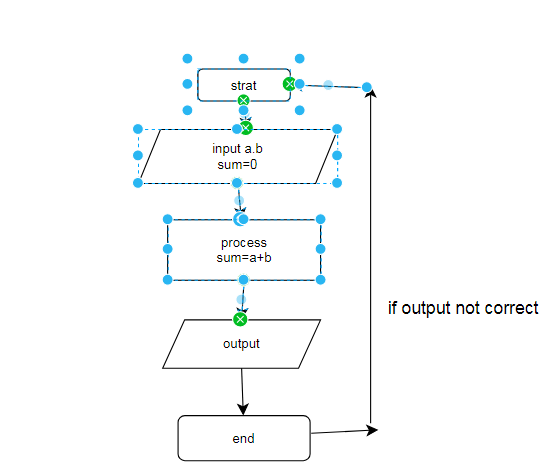 strat
input a.b
sum=0
process
sum=a+b
if output not correct
output
end